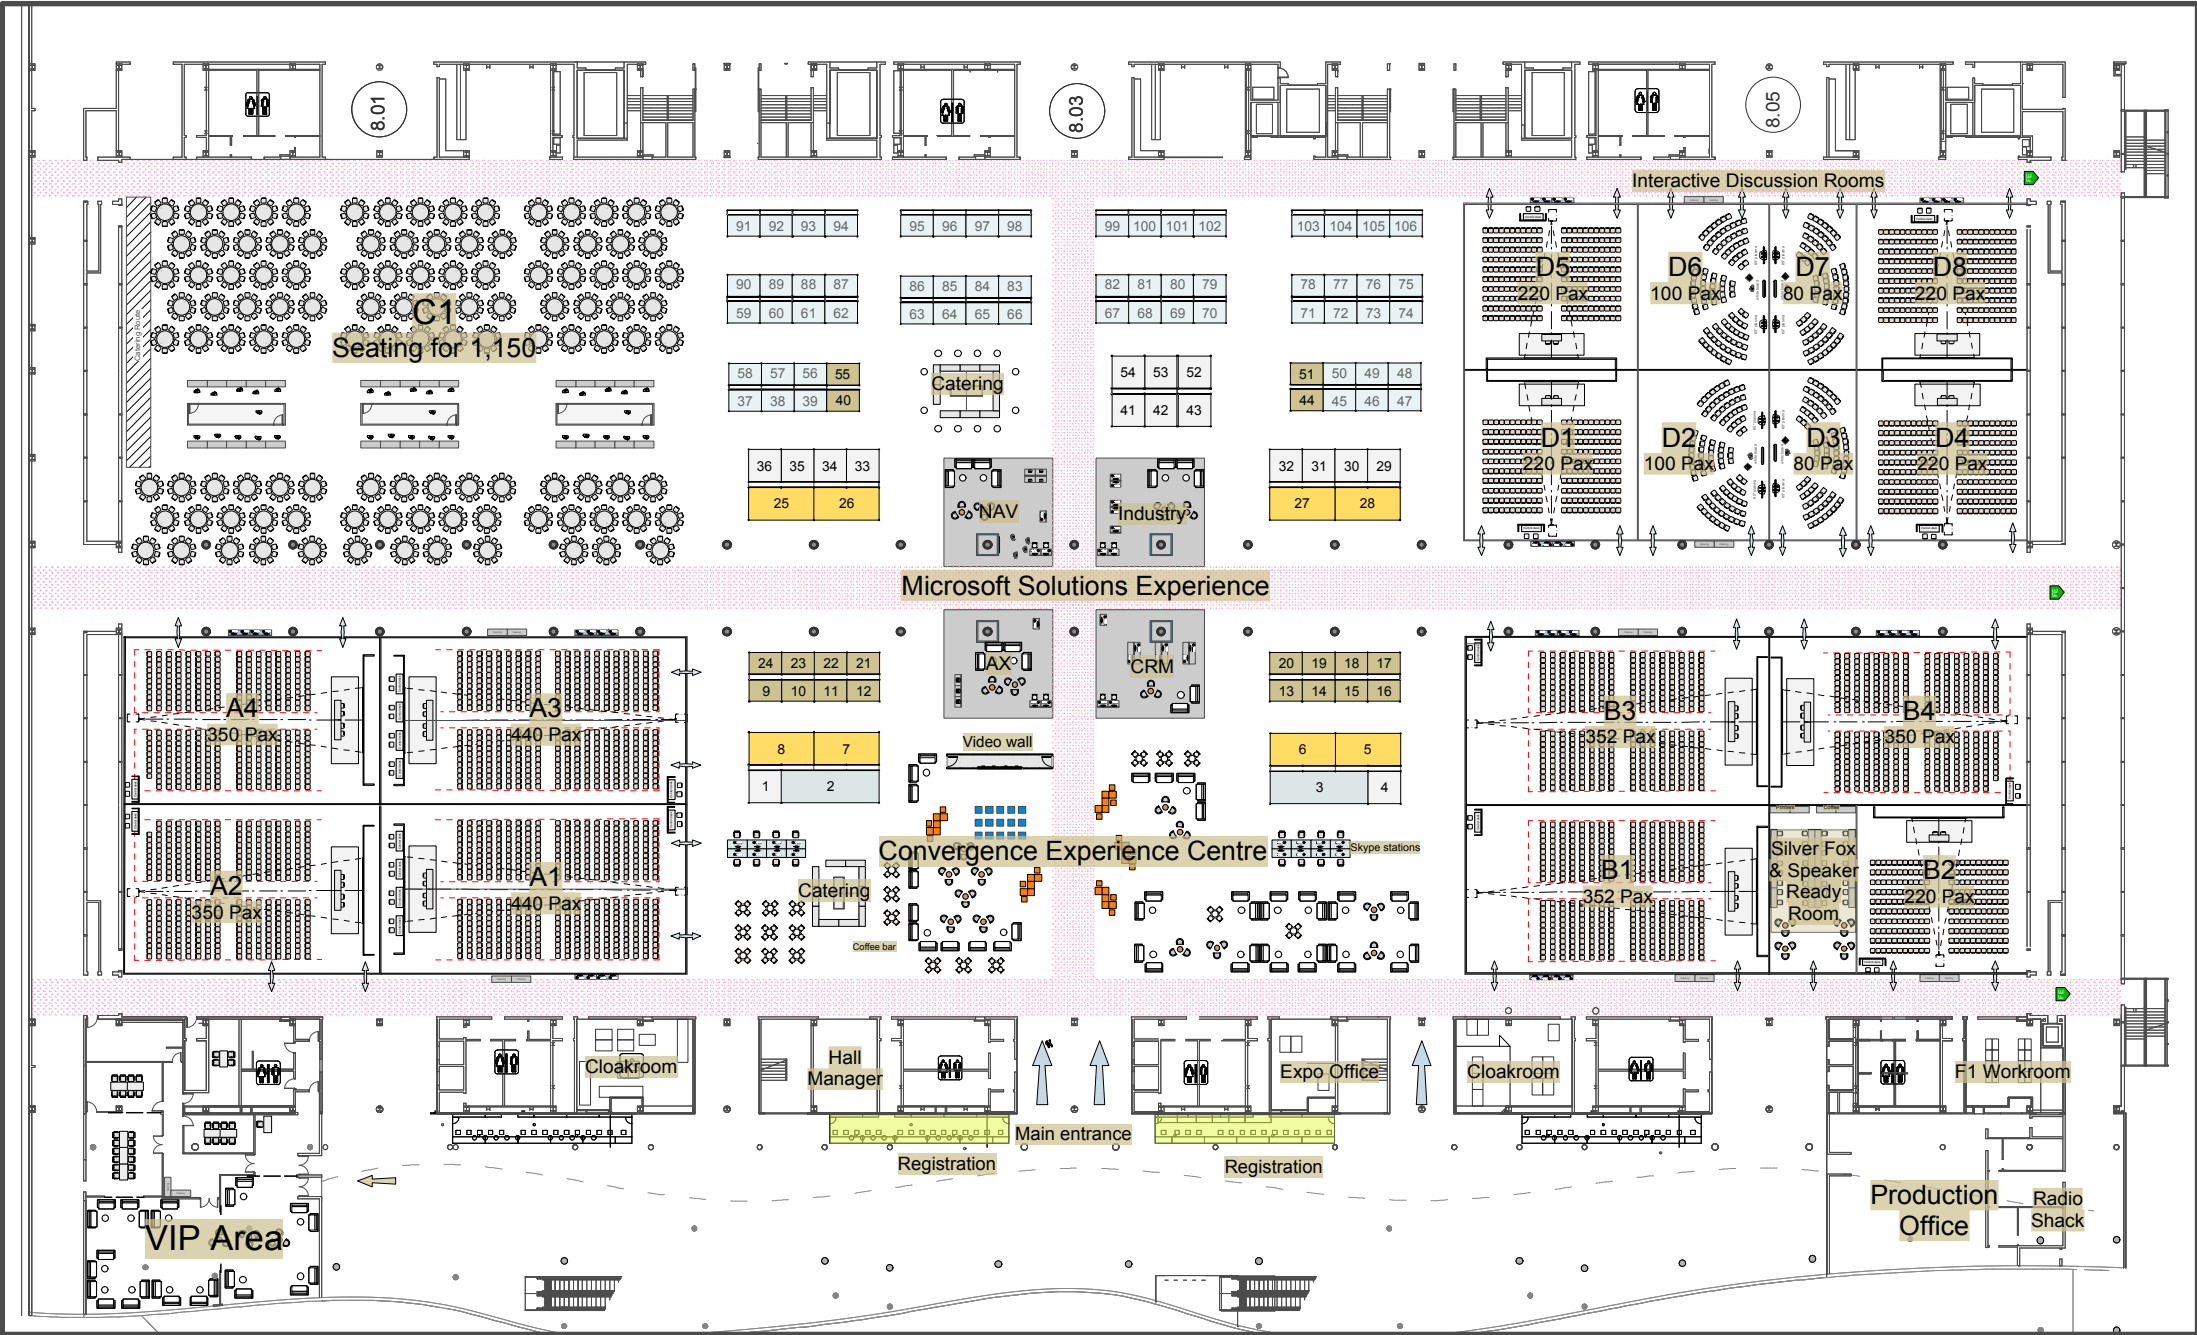 8.01
8.03
8.05
Interactive Discussion Rooms
91 92 93 94
95 96 97 98
99 100 101 102
103 104 105 106
90 89 88 87
59 60 61 62
86 85 84 83
63 64 65 66
82 81 80 79
67 68 69 70
78 77 76 75
71 72 73 74
Catering Route
C1
Seating for 1,150
58 57 56 55
37 38 39 40
Catering
54 53 52
41 42 43
51 50 49 48
44 45 46 47
36 35 34 33
25 26
32 31 30 29
27 28
D5
220 Pax
D6
100 Pax
D7
80 Pax
D8
220 Pax
D1
220 Pax
D2
100 Pax
D3
80 Pax
D4
220 Pax
NAV
Industry
Microsoft Solutions Experience
AX
CRM
24 23 22 21
9 10 11 12
20 19 18 17
13 14 15 16
8 7
1 2
6 5
3 4
Video wall
A4
350 Pax
A3
440 Pax
A2
350 Pax
A1
440 Pax
B3
352 Pax
B4
350 Pax
B1
352 Pax
Silver Fox
& Speaker
Ready
Room
B2
220 Pax
Convergence Experience Centre
Skype stations
Catering
Coffee bar
Cloakroom
Hall
Manager
Expo Office
Cloakroom
F1 Workroom
Main entrance
Registration
Registration
VIP Area
Production
Office
Radio
Shack